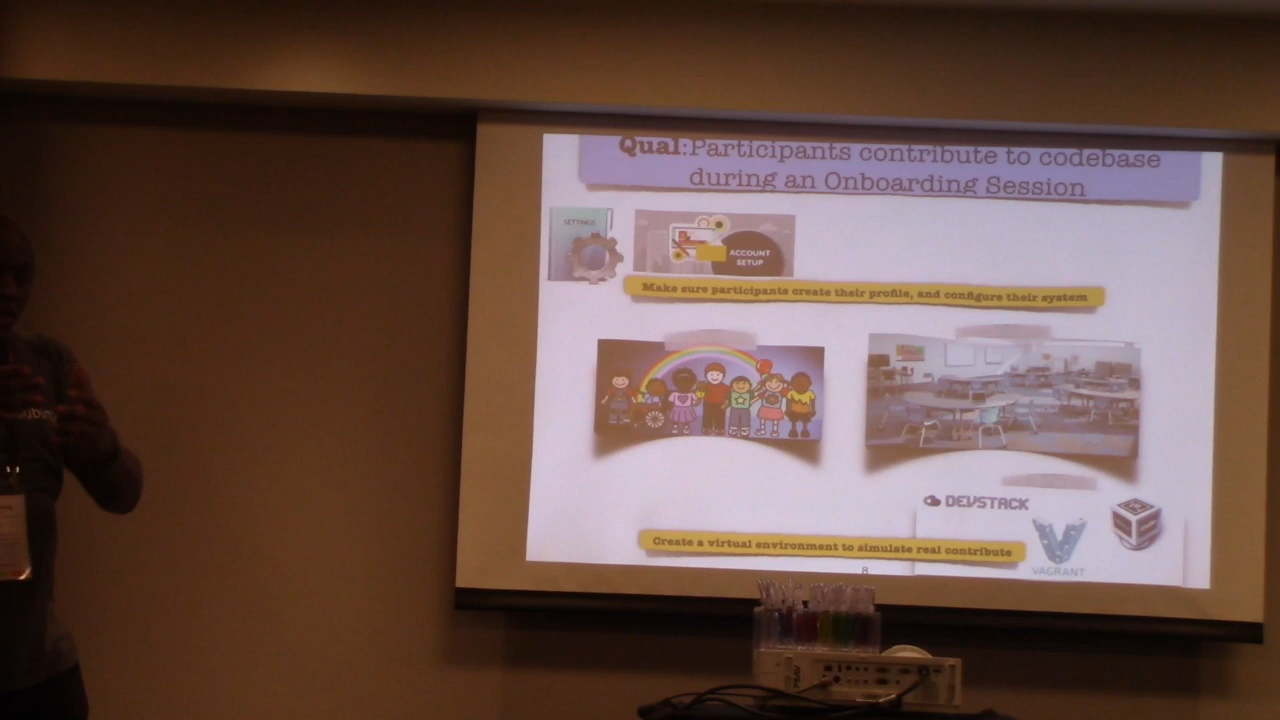 Qual:Participants contribute to codebase
during an Onboarding Session
SETTINGS
ACCOUNT
SETUP
Make sure participants create their profile, and configure their system
DEVSTACK
Create a virtual environment to simulate real contribute
VAGRANT
8